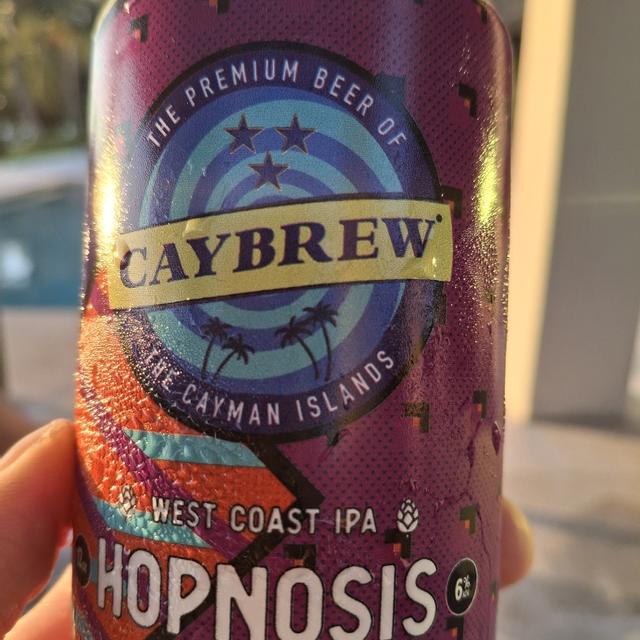 THE PREMIUM BEER OF
CAYBREW
THE CAYMAN ISLANDS
WEST COAST IPA
HOPNOSIS
6%